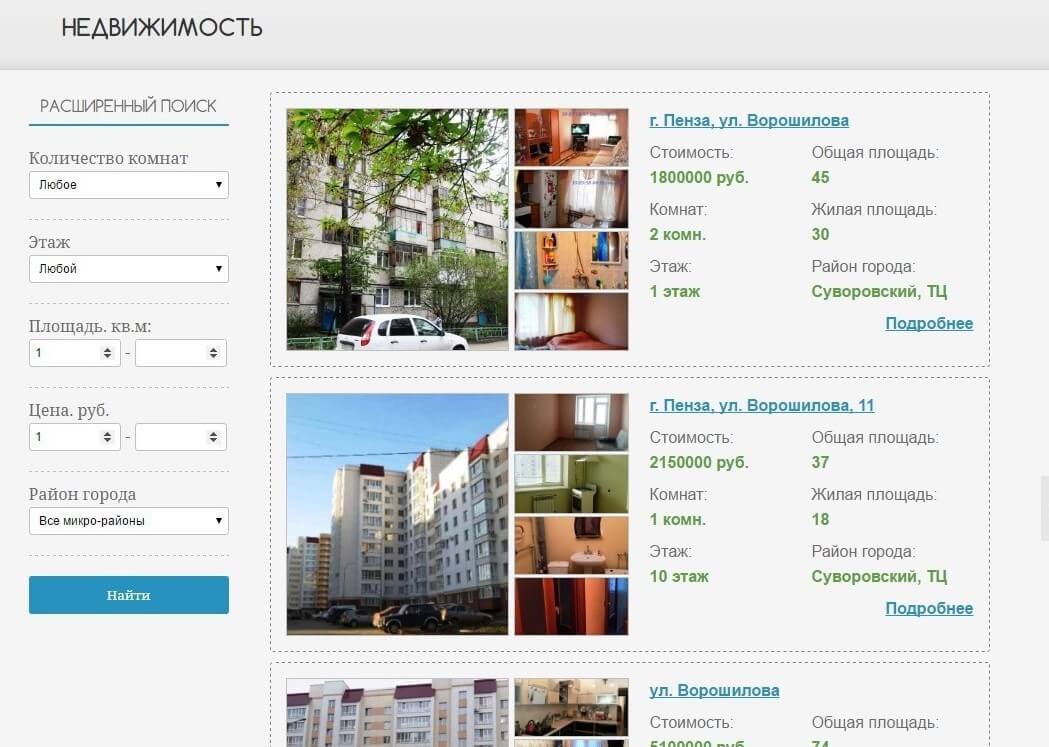 НЕДВИЖИМОСТЬ
РАСШИРЕННЫЙ ПОИСК
Количество комнат
Любое
Этаж
Любой
Площадь. кв.м:
1 -
Цена. руб.
1 -
Район города
Все микро-районы
Найти
г. Пенза, ул. Ворошилова
Стоимость: Общая площадь:
1800000 руб. 45
Комнат: Жилая площадь:
2 комн. 30
Этаж: Район города:
1 этаж Суворовский, ТЦ
Подробнее
г. Пенза, ул. Ворошилова, 11
Стоимость: Общая площадь:
2150000 руб. 37
Комнат: Жилая площадь:
1 комн. 18
Этаж: Район города:
10 этаж Суворовский, ТЦ
Подробнее
ул. Ворошилова
Стоимость: Общая площадь:
5100000 руб. 74